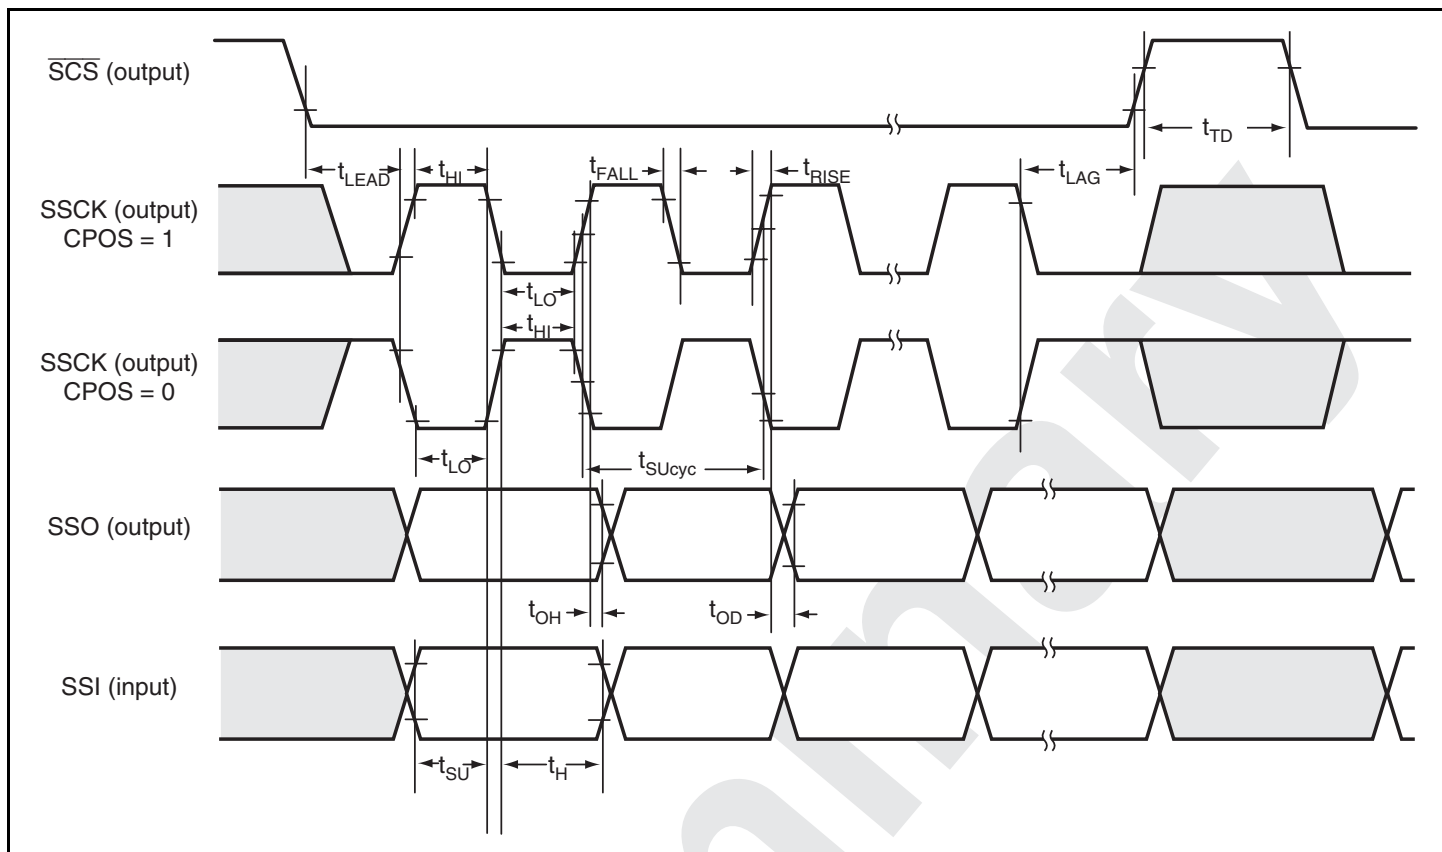 SCS (output)
tTD
tLEAD
tHI
tFALL
tRISE
tLAG
SSCK (output)
CPOS = 1
tLO
tHI
SSCK (output)
CPOS = 0
tLO
tSUcyc
SSO (output)
tOH
tOD
SSI (input)
tSU
tH